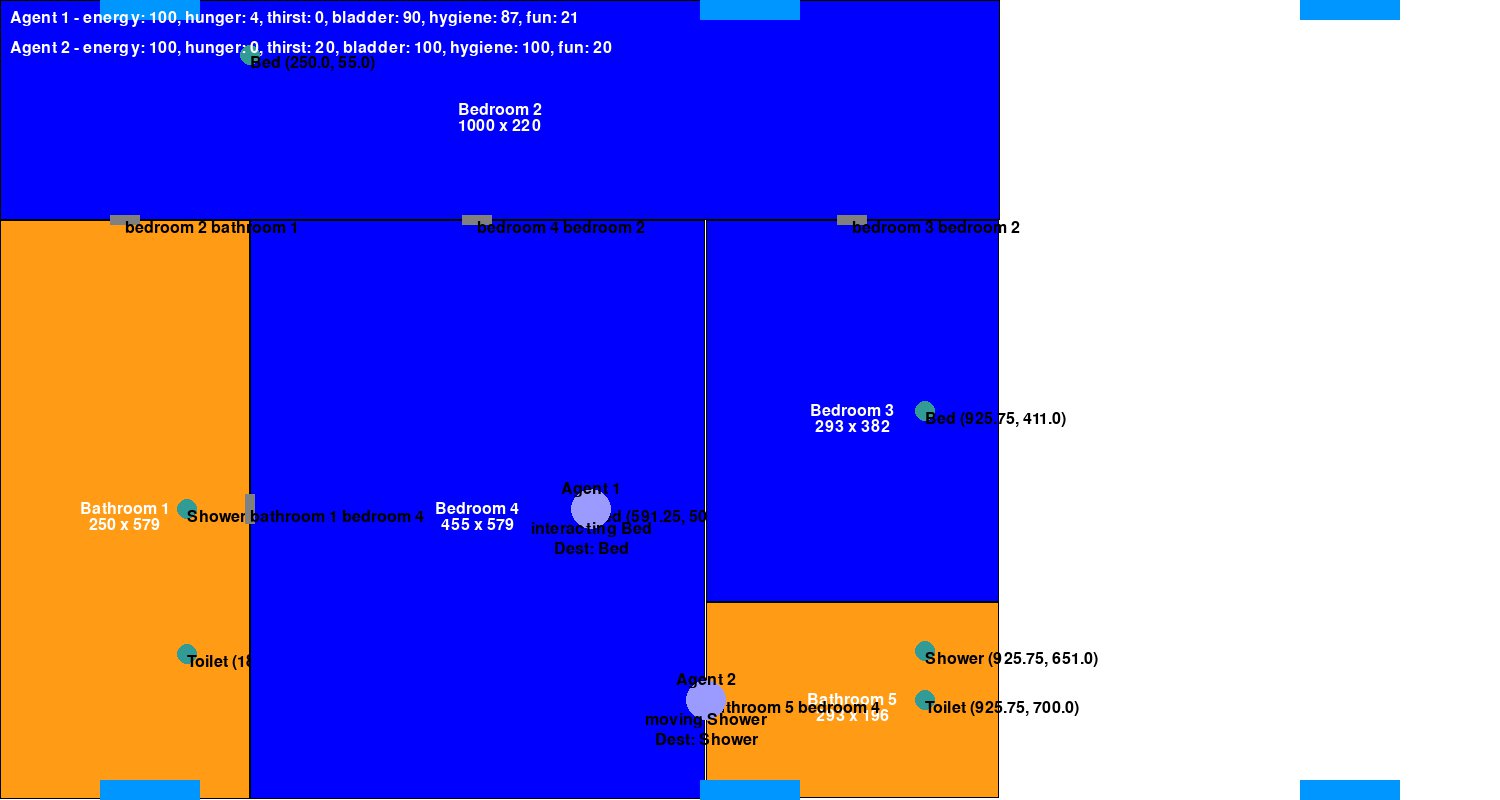 Agent 1 - energy: 100, hunger: 4, thirst: 0, bladder: 90, hygiene: 87, fun: 21
Agent 2 - energy: 100, hunger: 0, thirst: 20, bladder: 100, hygiene: 100, fun: 20
Bed (250.0, 55.0)
Bedroom 2
1000 x 220
bedroom 2 bathroom 1
bedroom 4 bedroom 2
bedroom 3 bedroom 2
Bedroom 3
293 x 382
Bed (925.75, 411.0)
Agent 1
Bathroom 1
250 x 579
Shower
bathroom 1 bedroom 4
Bedroom 4
455 x 579
(591.25, 50
interacting Bed
Dest: Bed
Toilet (18
Shower (925.75, 651.0)
Agent 2
Bathroom 5
293 x 196
throom 5 bedroom 4
Toilet (925.75, 700.0)
moving Shower
Dest: Shower